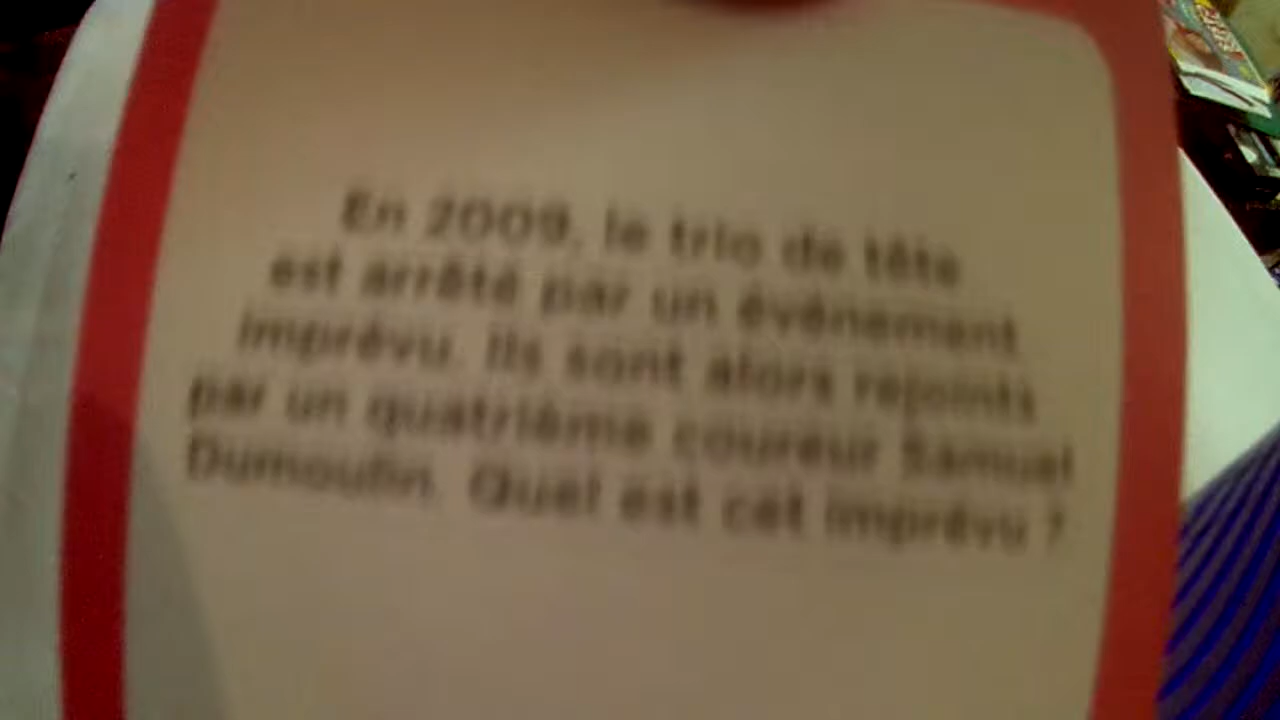 En 2009, le trio de tête
est arrêté par un événement
imprévu. Ils sont alors rejoints
par un quatrième coureur Samuel
Dumoulin. Quel est cet imprévu ?